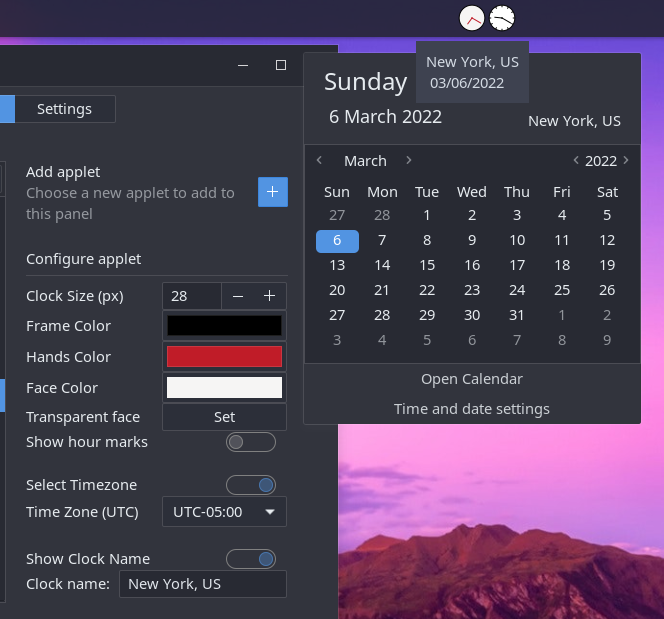 New York, US
03/06/2022
Sunday
6 March 2022
New York, US
March
2022
Sun Mon Tue Wed Thu Fri Sat
27 28 1 2 3 4 5
6 7 8 9 10 11 12
13 14 15 16 17 18 19
20 21 22 23 24 25 26
27 28 29 30 31 1 2
3 4 5 6 7 8 9
Open Calendar
Time and date settings
Settings
Add applet
Choose a new applet to add to
this panel
Configure applet
Clock Size (px) 28
Frame Color
Hands Color
Face Color
Transparent face Set
Show hour marks
Select Timezone
Time Zone (UTC) UTC-05:00
Show Clock Name
Clock name: New York, US